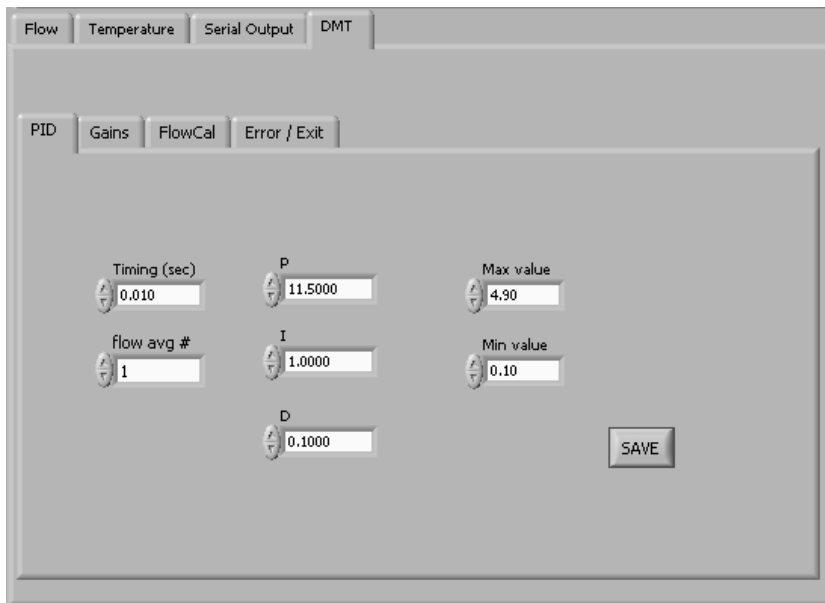 Flow Temperature Serial Output DMT
PID Gains FlowCal Error / Exit
Timing (sec) P Max value
0.010 11.5000 4.90
flow avg # I Min value
1 1.0000 0.10
D
0.1000
SAVE